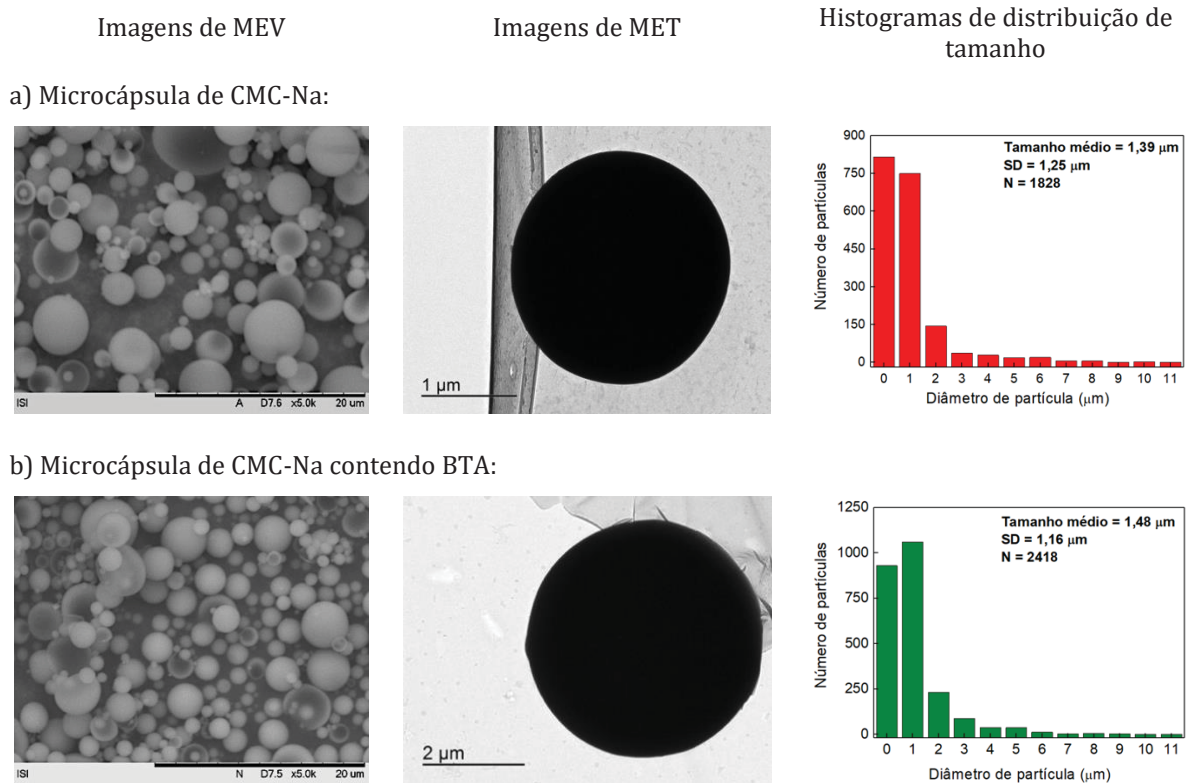 Imagens de MEV
Imagens de MET
Histogramas de distribuição de
tamanho
a) Microcápsula de CMC-Na:
ISI
A D7.6 x5.0k 20 um
1 µm
Número de partículas
900
750
600
450
300
150
0
Tamanho médio = 1,39 µm
SD = 1,25 µm
N = 1828
0 1 2 3 4 5 6 7 8 9 10 11
Diâmetro de partícula (µm)
b) Microcápsula de CMC-Na contendo BTA:
ISI
N D7.5 x5.0k 20 um
2 µm
Número de partículas
1250
1000
750
500
250
0
Tamanho médio = 1,48 µm
SD = 1,16 µm
N = 2418
0 1 2 3 4 5 6 7 8 9 10 11
Diâmetro de partícula (µm)